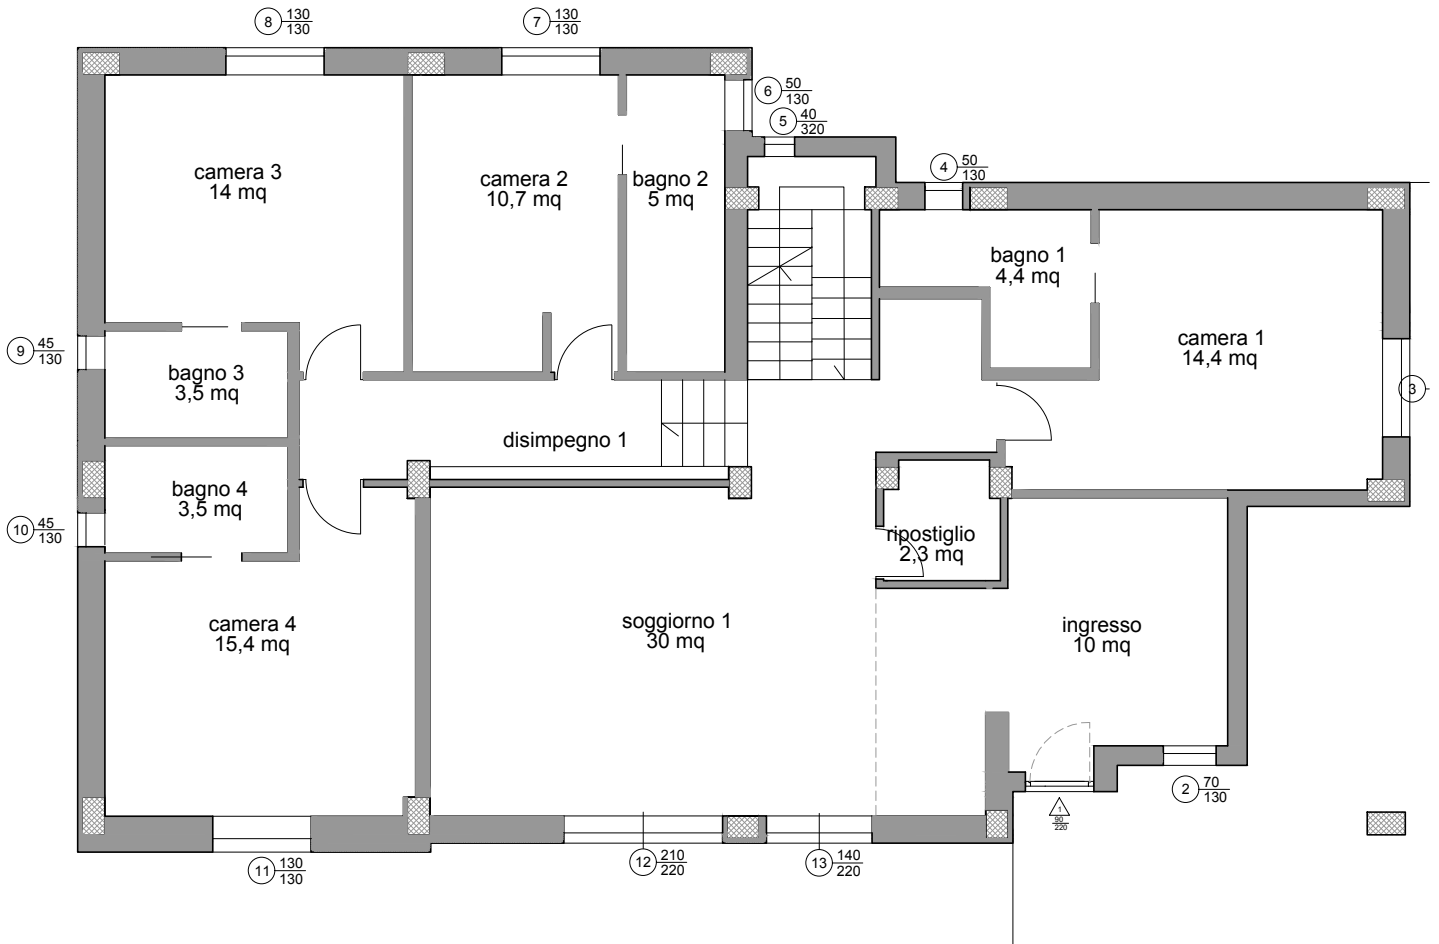 8 130
130
7 130
130
6 50
130
5 40
320
4 50
130
camera 3
14 mq
camera 2
10,7 mq
bagno 2
5 mq
bagno 1
4,4 mq
camera 1
14,4 mq
3
9 45
130
bagno 3
3,5 mq
disimpegno 1
bagno 4
3,5 mq
10 45
130
ripostiglio
2,3 mq
camera 4
15,4 mq
soggiorno 1
30 mq
ingresso
10 mq
2 70
130
1
90
220
11 130
130
12 210
220
13 140
220